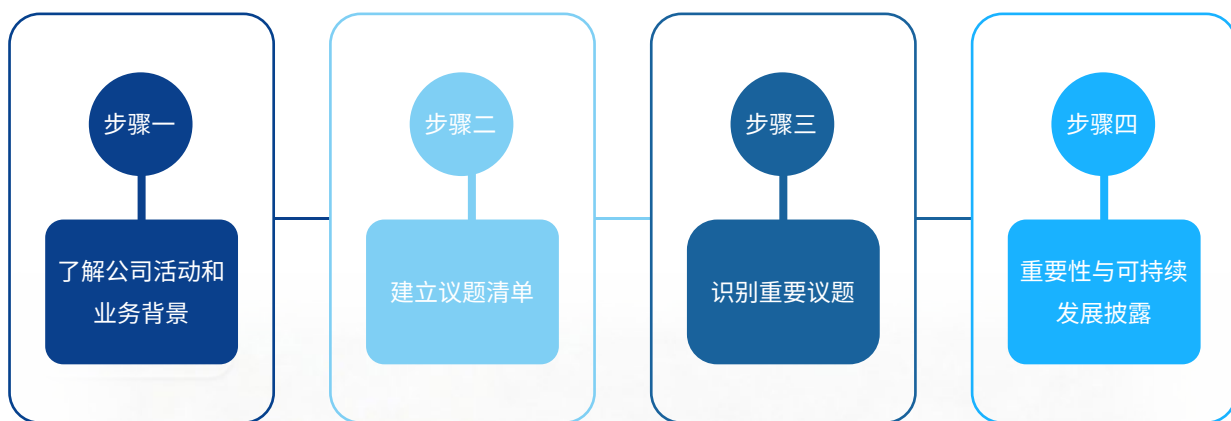 步骤一
了解公司活动和
业务背景
步骤二
建立议题清单
步骤三
识别重要议题
步骤四
重要性与可持续
发展披露